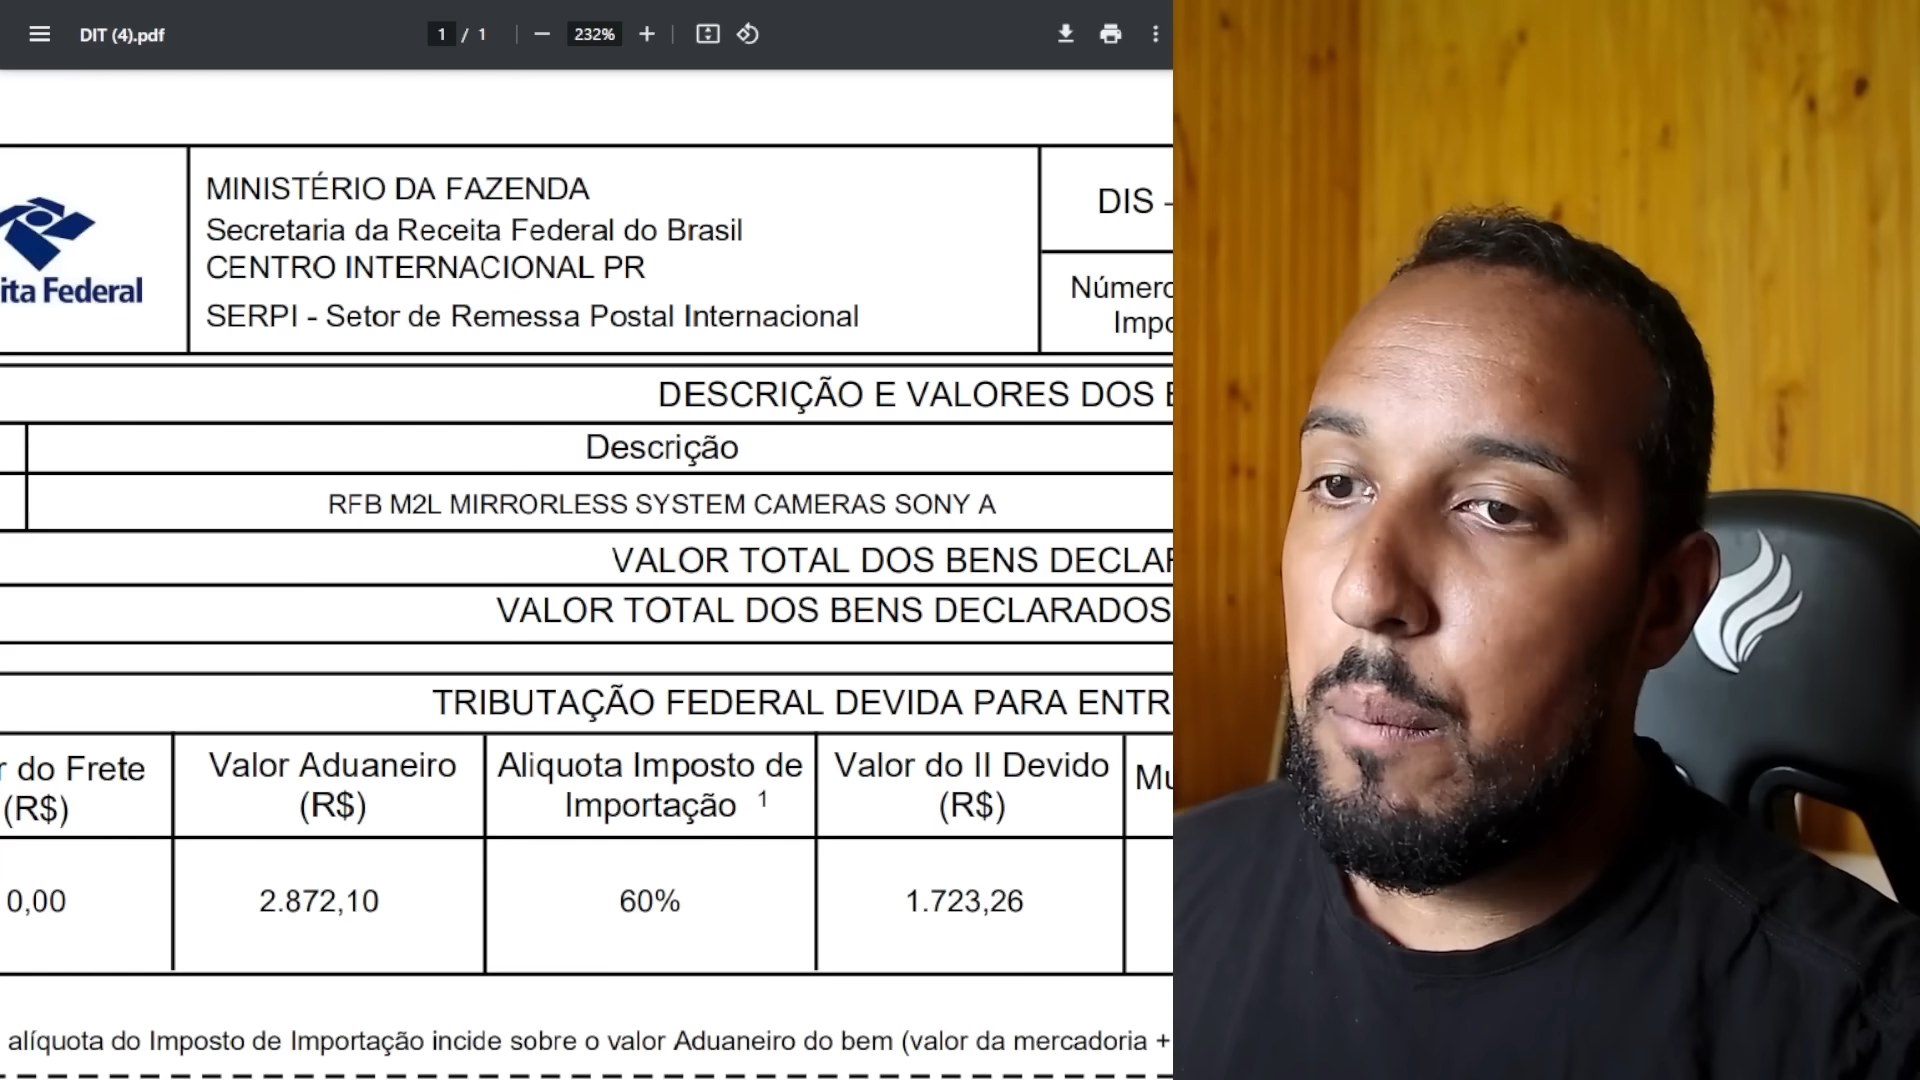 DIT (4).pdf
1 / 1
232%
MINISTÉRIO DA FAZENDA
Secretaria da Receita Federal do Brasil
CENTRO INTERNACIONAL PR
SERPI - Setor de Remessa Postal Internacional
ita Federal
DIS -
Número
Impo
DESCRIÇÃO E VALORES DOS
Descrição
RFB M2L MIRRORLESS SYSTEM CAMERAS SONY A
VALOR TOTAL DOS BENS DECLAR
VALOR TOTAL DOS BENS DECLARADOS
TRIBUTAÇÃO FEDERAL DEVIDA PARA ENTR
r do Frete
(R$)
Valor Aduaneiro
(R$)
Aliquota Imposto de
Importação 1
Valor do II Devido
(R$)
Mu
0,00
2.872,10
60%
1.723,26
alíquota do Imposto de Importação incide sobre o valor Aduaneiro do bem (valor da mercadoria +